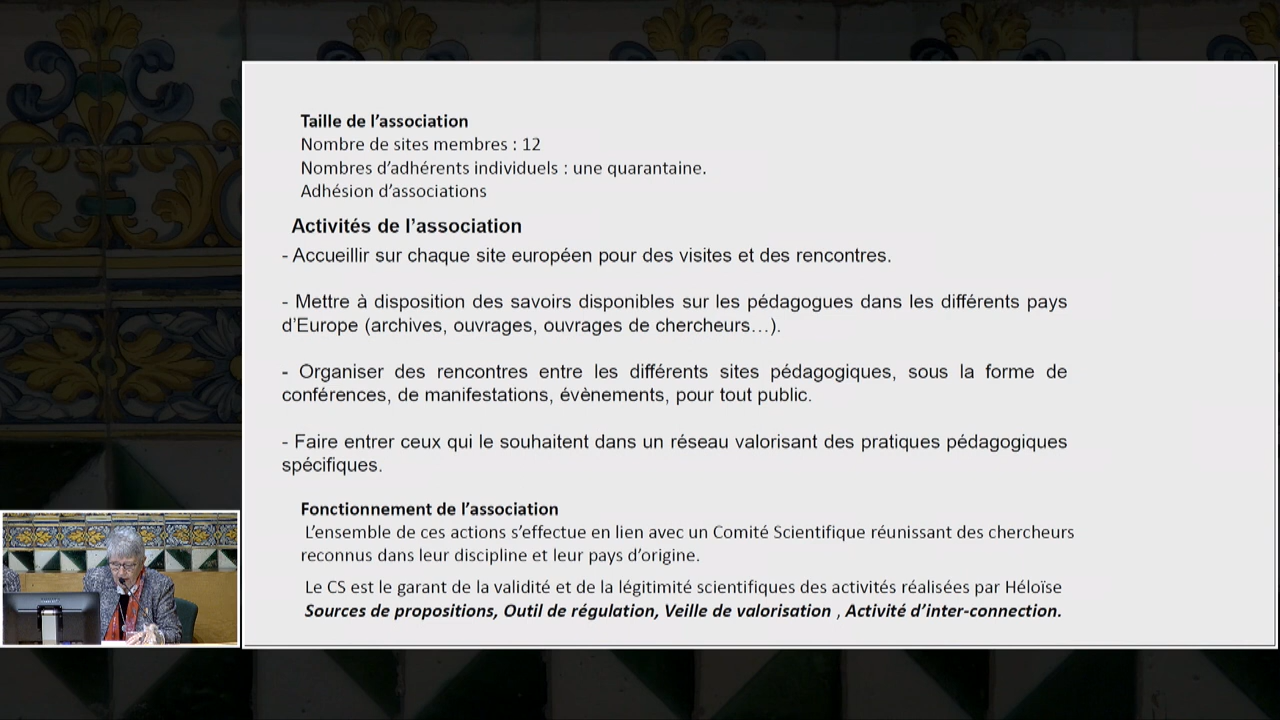 Taille de l’association
Nombre de sites membres : 12
Nombres d’adhérents individuels : une quarantaine.
Adhésion d’associations
Activités de l’association
- Accueillir sur chaque site européen pour des visites et des rencontres.
- Mettre à disposition des savoirs disponibles sur les pédagogues dans les différents pays
d’Europe (archives, ouvrages, ouvrages de chercheurs…).
- Organiser des rencontres entre les différents sites pédagogiques, sous la forme de
conférences, de manifestations, évènements, pour tout public.
- Faire entrer ceux qui le souhaitent dans un réseau valorisant des pratiques pédagogiques
spécifiques.
Fonctionnement de l’association
L’ensemble de ces actions s’effectue en lien avec un Comité Scientifique réunissant des chercheurs
reconnus dans leur discipline et leur pays d’origine.
Le CS est le garant de la validité et de la légitimité scientifiques des activités réalisées par Héloïse
Sources de propositions, Outil de régulation, Veille de valorisation , Activité d’inter-connection.